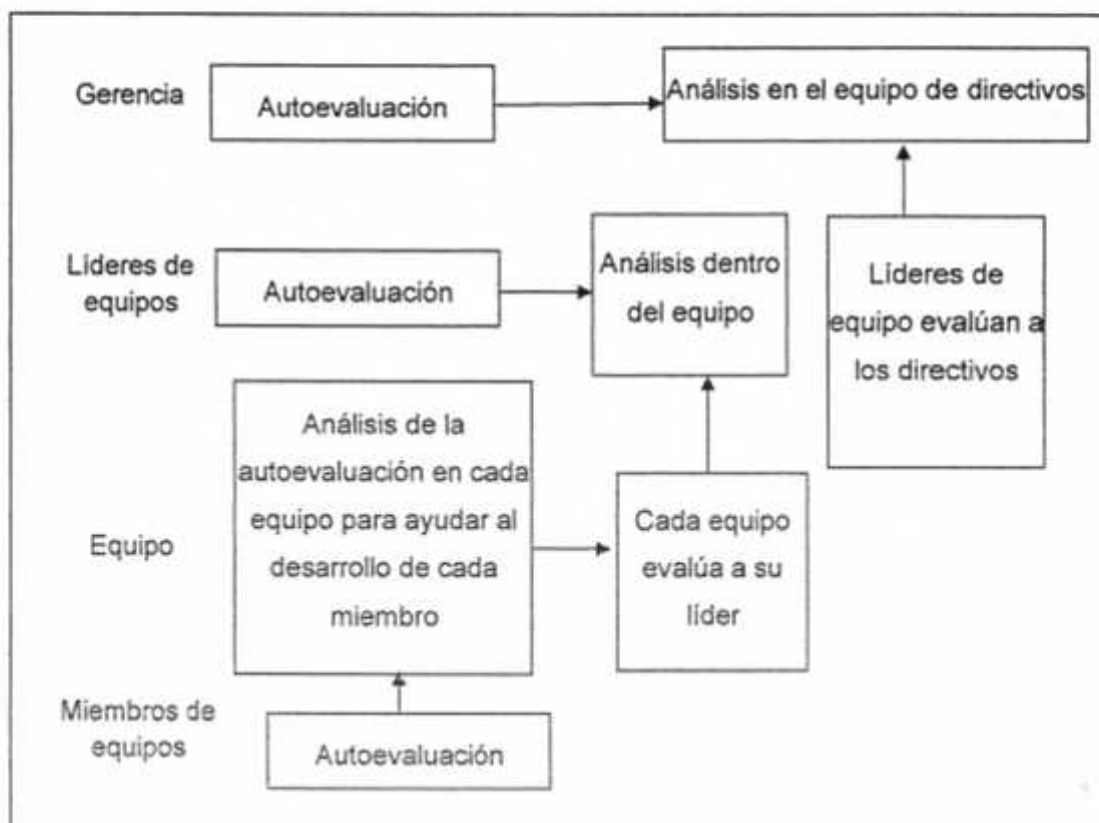 Gerencia
Autoevaluación
Análisis en el equipo de directivos
Líderes de
equipos
Autoevaluación
Análisis dentro
del equipo
Líderes de
equipo evalúan a
los directivos
Equipo
Análisis de la
autoevaluación en cada
equipo para ayudar al
desarrollo de cada
miembro
Cada equipo
evalúa a su
líder
Miembros de
equipos
Autoevaluación